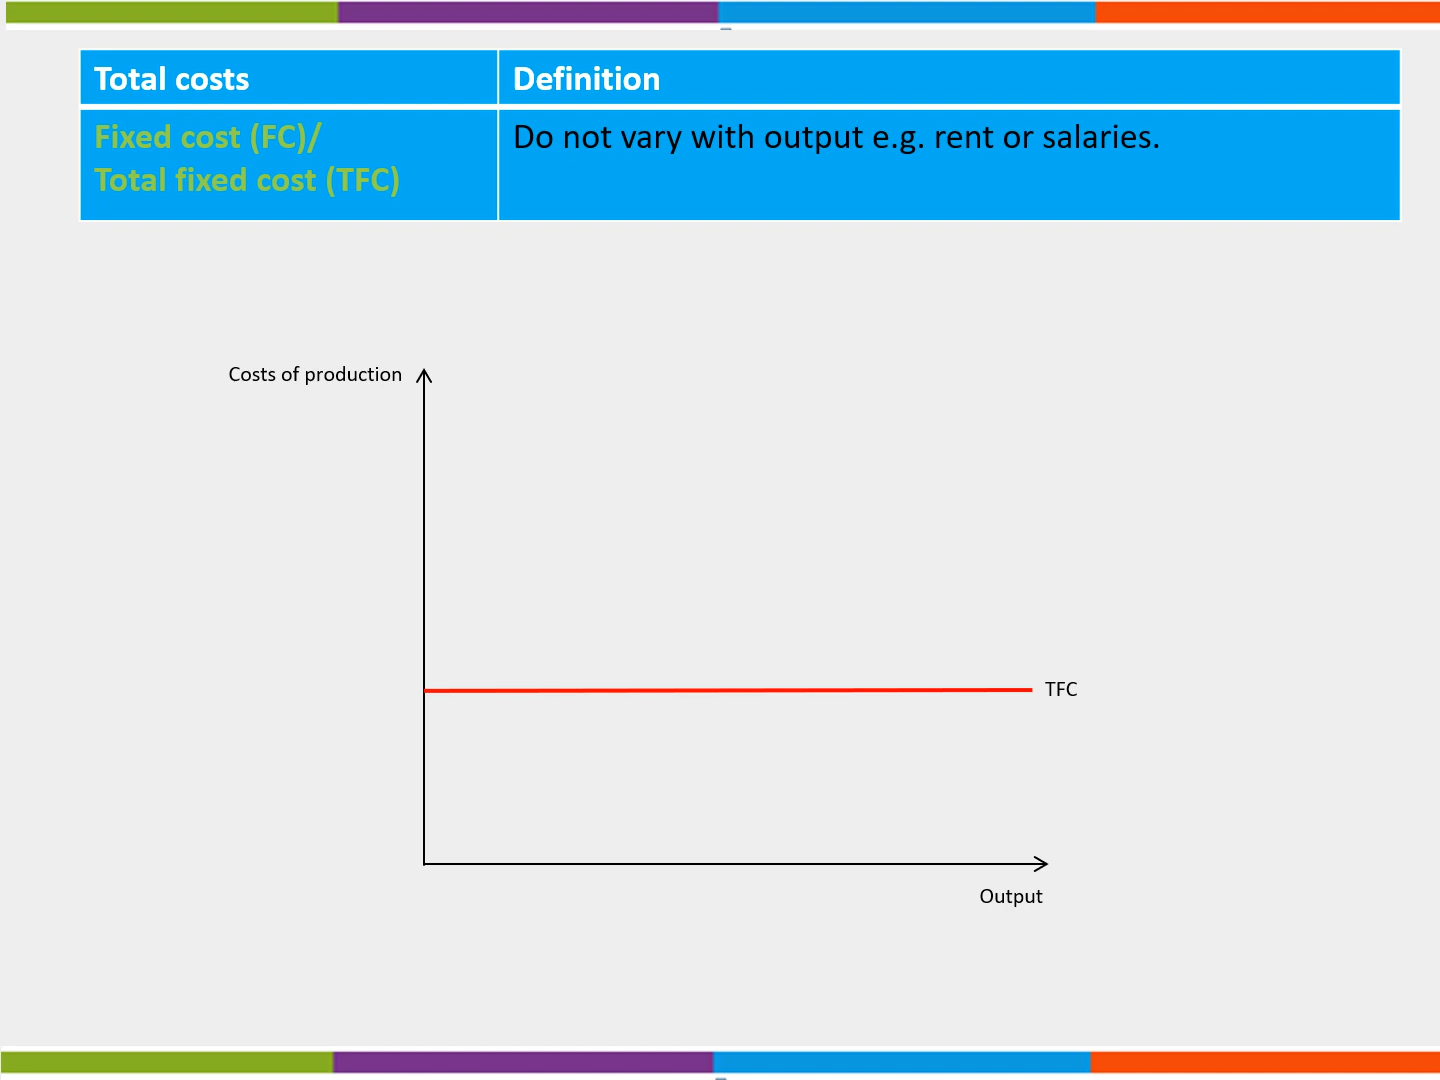 Total costs
Definition
Fixed cost (FC)/
Total fixed cost (TFC)
Do not vary with output e.g. rent or salaries.
Costs of production
TFC
Output